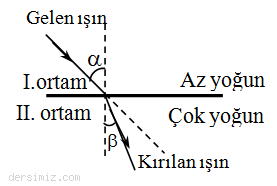 Gelen ışın
α
I.ortam Az yoğun
II. ortam Çok yoğun
β
Kırılan ışın
dersimiz.com